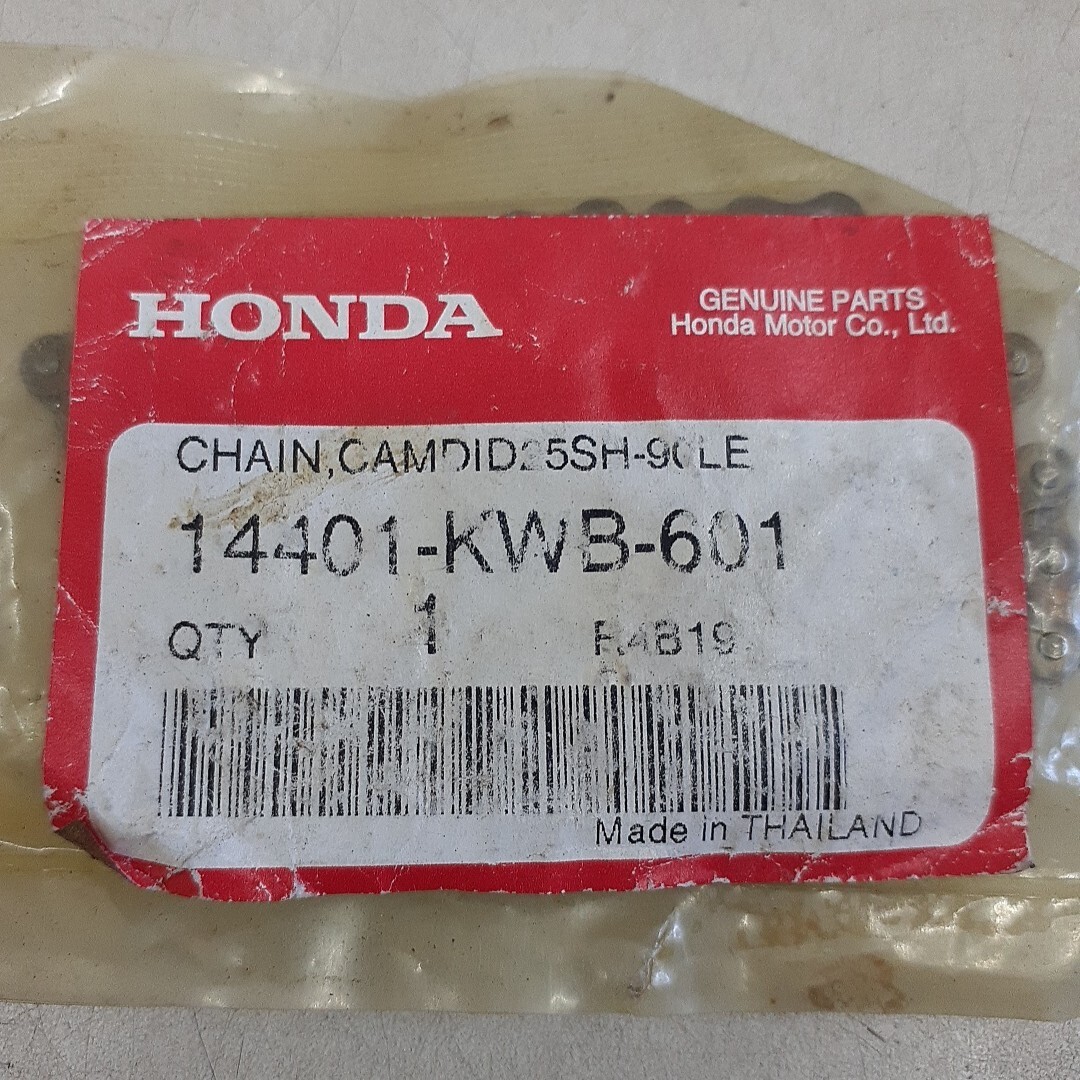 HONDA
GENUINE PARTS
Honda Motor Co., Ltd.
CHAIN,CAMDID25SH-90LE
14401-KWB-601
QTY 1 R4B19
Made in THAILAND